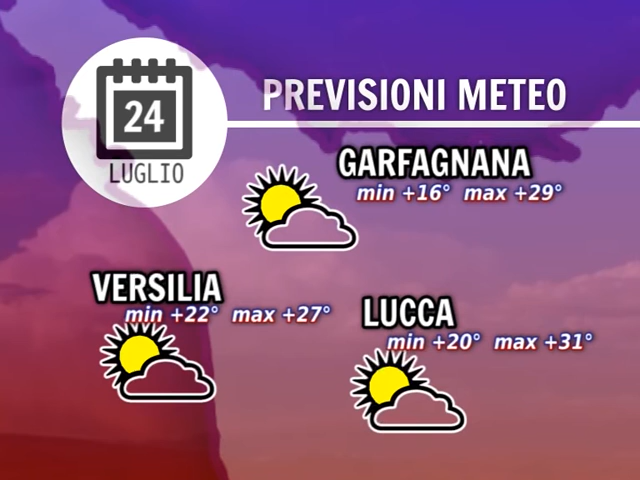 24
LUGLIO
PREVISIONI METEO
GARFAGNANA
min +16° max +29°
VERSILIA
min +22° max +27°
LUCCA
min +20° max +31°